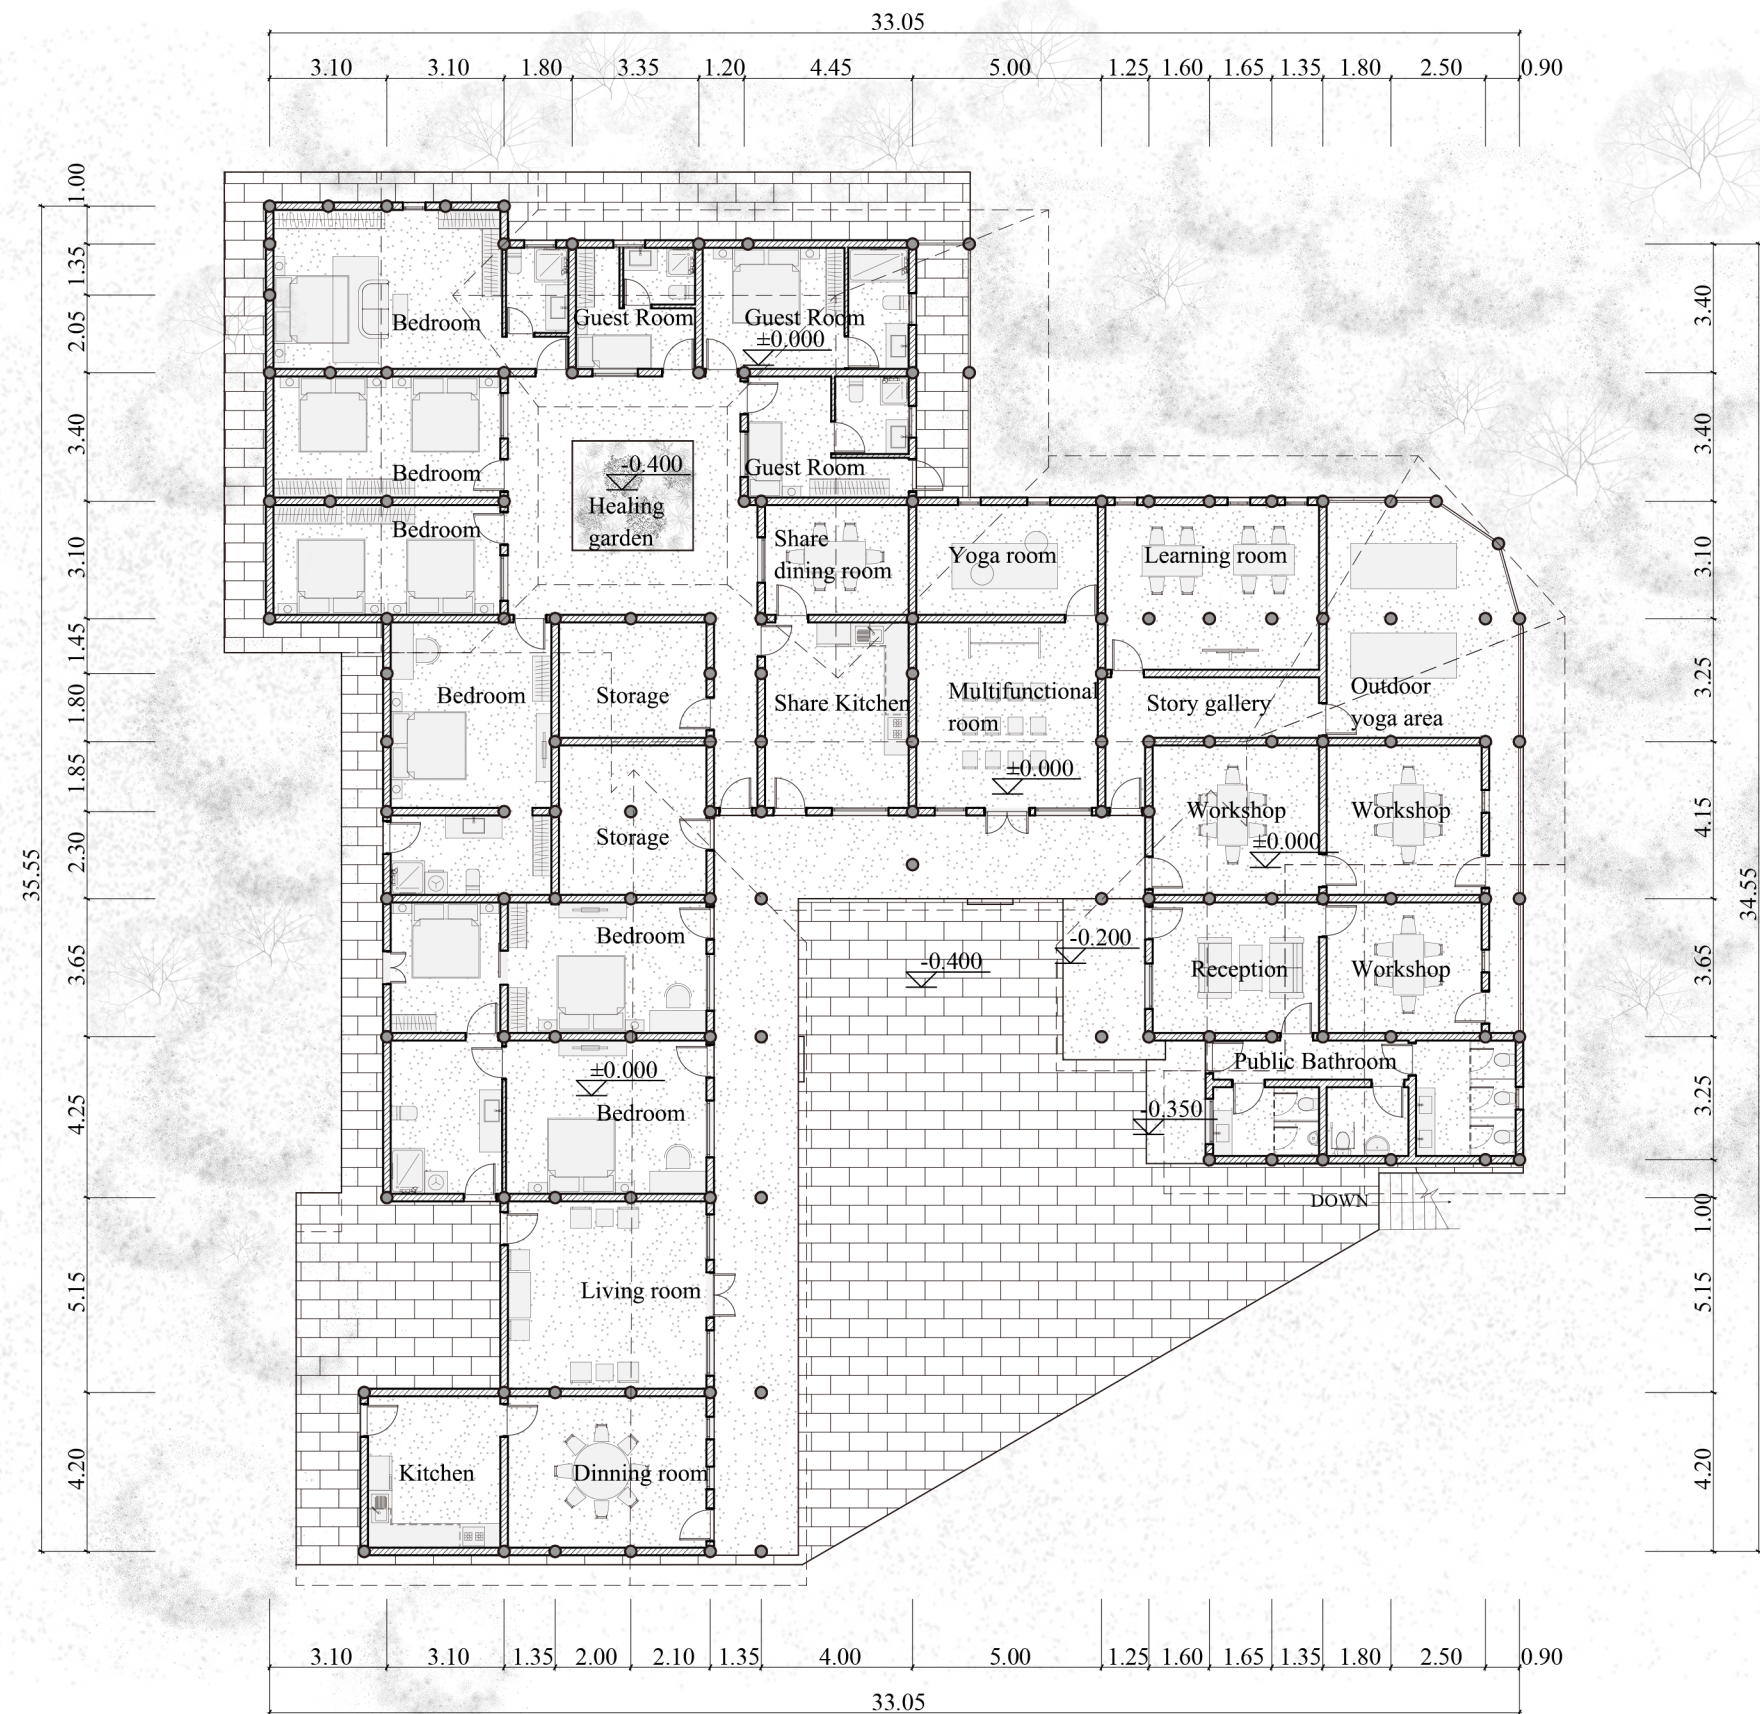 33.05
3.10 3.10 1.80 3.35 1.20 4.45 5.00 1.25 1.60 1.65 1.35 1.80 2.50 0.90
35.55
1.00
1.35
2.05
3.40
3.10
1.45
1.80
1.85
2.30
3.65
4.25
5.15
4.20
Bedroom
Guest Room
Guest Room
±0.000
Bedroom
-0.400
Healing
garden
Guest Room
Bedroom
Share
dining room
Yoga room
Learning room
Bedroom
Storage
Share Kitchen
Multifunctional
room
Story gallery
Outdoor
yoga area
±0.000
Storage
Workshop
±0.000
Workshop
Bedroom
-0.400
-0.200
Reception
Workshop
±0.000
Bedroom
Public Bathroom
-0.350
DOWN
Living room
Kitchen
Dinning room
3.40
3.40
3.10
3.25
4.15
3.65
3.25
1.00
5.15
4.20
34.55
3.10 3.10 1.35 2.00 2.10 1.35 4.00 5.00 1.25 1.60 1.65 1.35 1.80 2.50 0.90
33.05